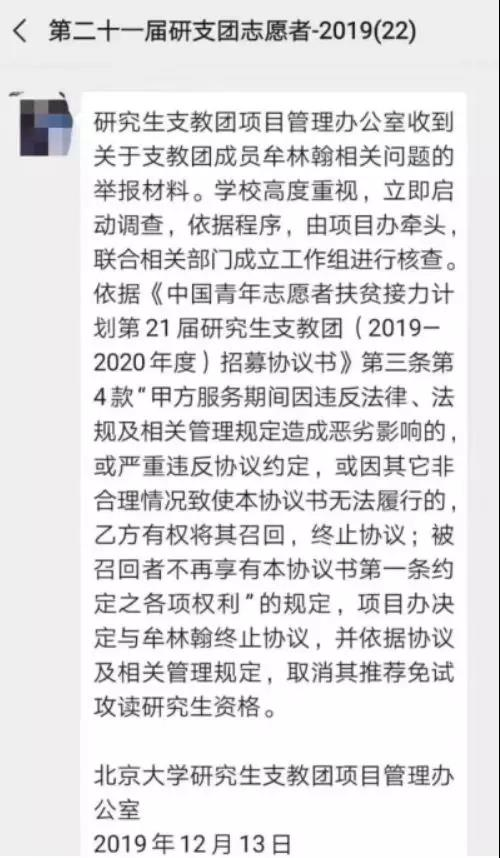 第二十一届研支团志愿者-2019(22)
研究生支教团项目管理办公室收到
关于支教团成员牟林翰相关问题的
举报材料。学校高度重视，立即启
动调查，依据程序，由项目办牵头，
联合相关部门成立工作组进行核查。
依据《中国青年志愿者扶贫接力计
划第21届研究生支教团（2019—
2020年度）招募协议书》第三条第
4款“甲方服务期间因违反法律、法
规及相关管理规定造成恶劣影响的，
或严重违反协议约定，或因其它非
合理情况致使本协议书无法履行的，
乙方有权将其召回，终止协议；被
召回者不再享有本协议书第一条约
定之各项权利”的规定，项目办决
定与牟林翰终止协议，并依据协议
及相关管理规定，取消其推荐免试
攻读研究生资格。
北京大学研究生支教团项目管理办
公室
2019年12月13日